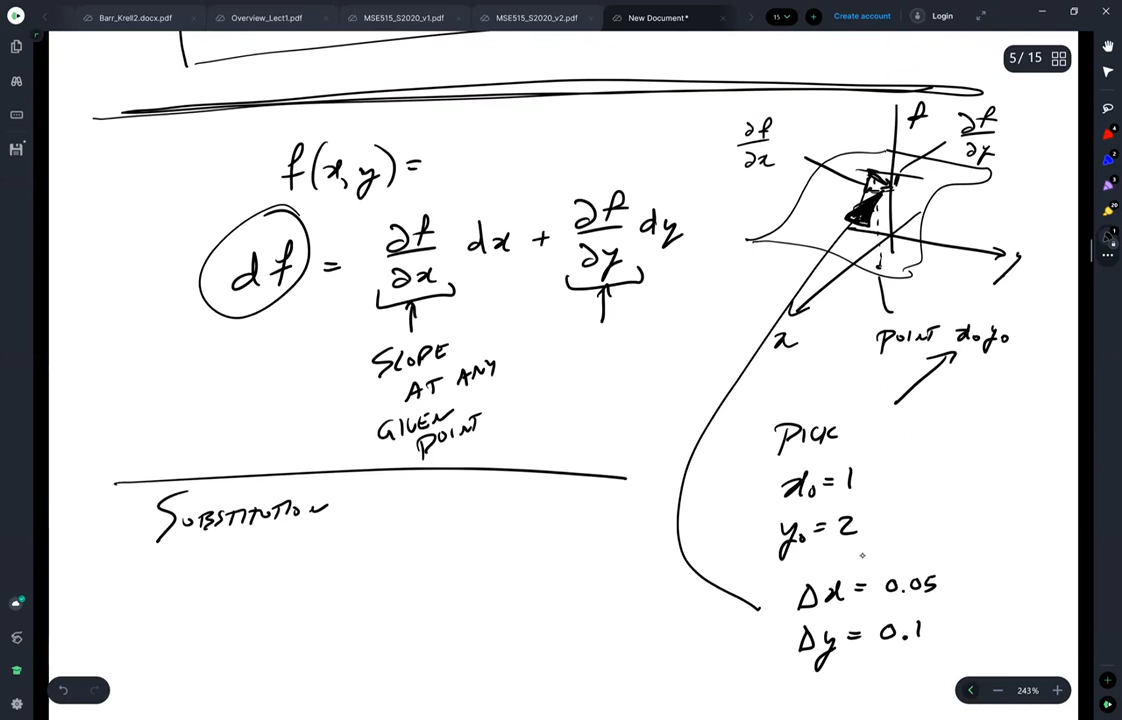 Barr_Krell2.docx.pdf
Overview_Lect1.pdf
MSE515_S2020_v1.pdf
MSE515_S2020_v2.pdf
New Document*
15
Create account
Login
5 / 15
f(x, y) =
df = ∂f/∂x dx + ∂f/∂y dy
SLOPE
AT ANY
GIVEN
POINT
SUBSTITUTION
∂f/∂x
f
∂f/∂y
y
x
POINT x₀y₀
PICK
x₀ = 1
y₀ = 2
Δx = 0.05
Δy = 0.1
243%